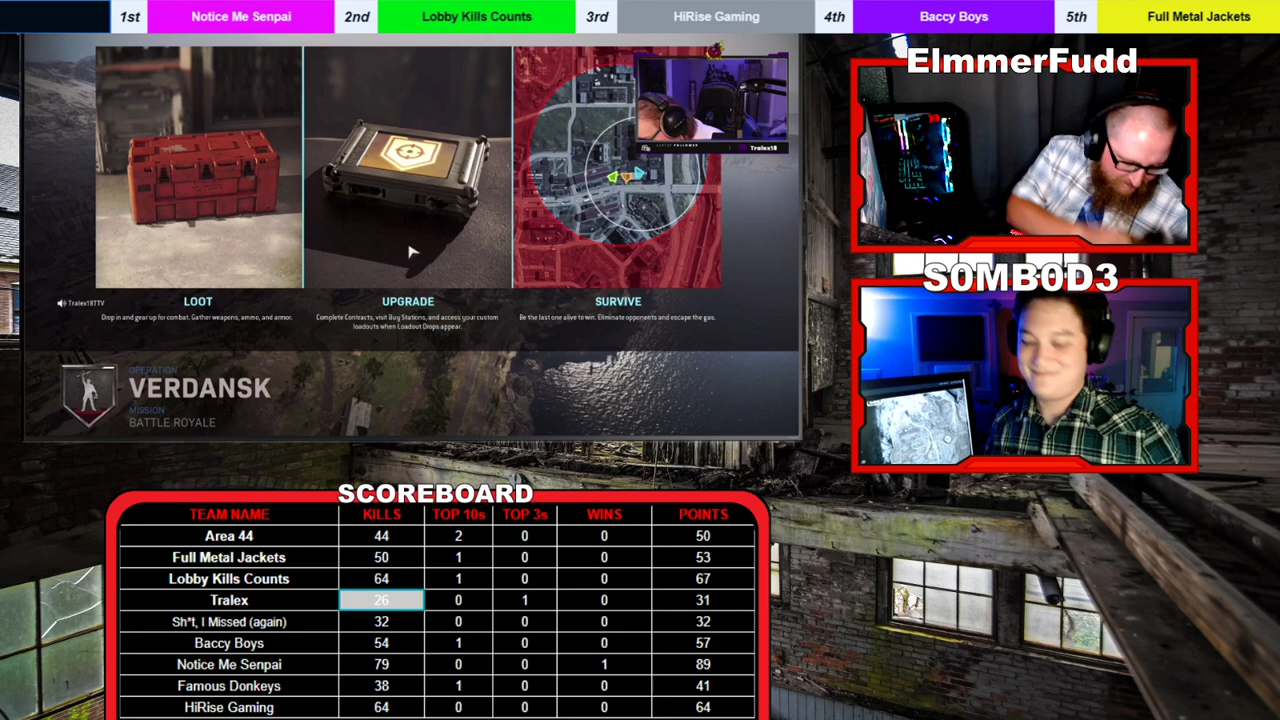 1st Notice Me Senpai 2nd Lobby Kills Counts 3rd HiRise Gaming 4th Baccy Boys 5th Full Metal Jackets
ElmmerFudd
Tralex18
LOOT UPGRADE SURVIVE
Tralex18TTV
Drop in and gear up for combat. Gather weapons, ammo, and armor.
Complete Contracts, visit Buy Stations, and access your custom
loadouts when Loadout Drops appear.
Be the last one alive to win. Eliminate opponents and escape the gas.
S0MB0D3
OPERATION
VERDANSK
MISSION
BATTLE ROYALE
SCOREBOARD
TEAM NAME KILLS TOP 10s TOP 3s WINS POINTS
Area 44 44 2 0 0 50
Full Metal Jackets 50 1 0 0 53
Lobby Kills Counts 64 1 0 0 67
Tralex 26 0 1 0 31
Sh*t, I Missed (again) 32 0 0 0 32
Baccy Boys 54 1 0 0 57
Notice Me Senpai 79 0 0 1 89
Famous Donkeys 38 1 0 0 41
HiRise Gaming 64 0 0 0 64